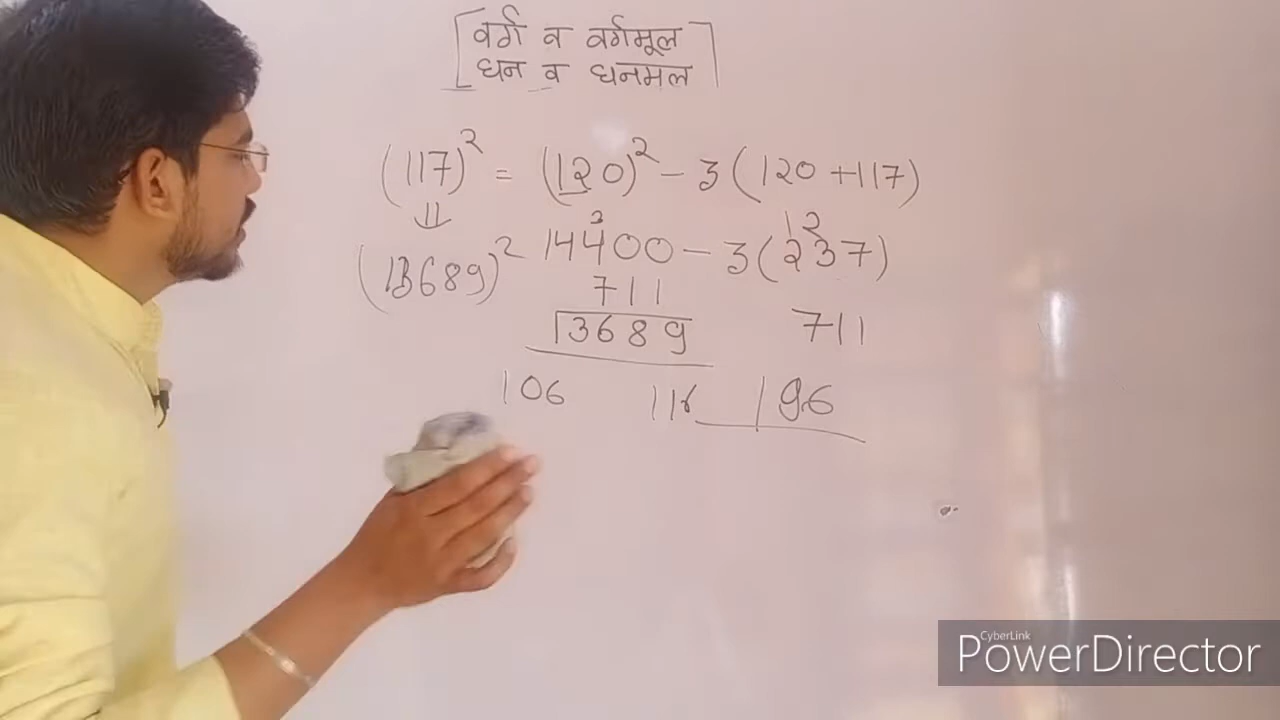 वर्ग व वर्गमूल
घन व घनमल
(117)² = (120)² - 3(120+117)
(13689)² 14400 - 3(237)
711
13689
711
106 116 196
CyberLink
PowerDirector